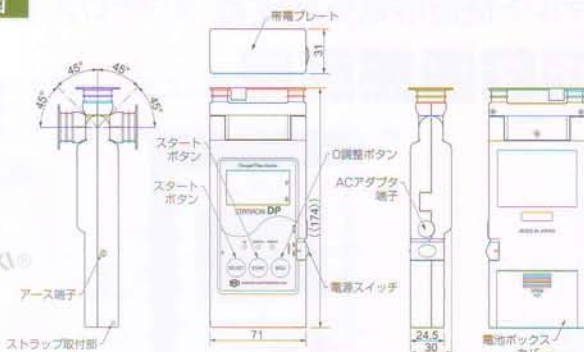 帯電プレート
31
45°
45°
45°
45°
スタート
ボタン
スタート
ボタン
0調整ボタン
ACアダプタ
端子
STATIRON DP
START
((174))
アース端子
電源スイッチ
ストラップ取付部
71
24.5
30
MADE IN JAPAN
OPEN
電池ボックス